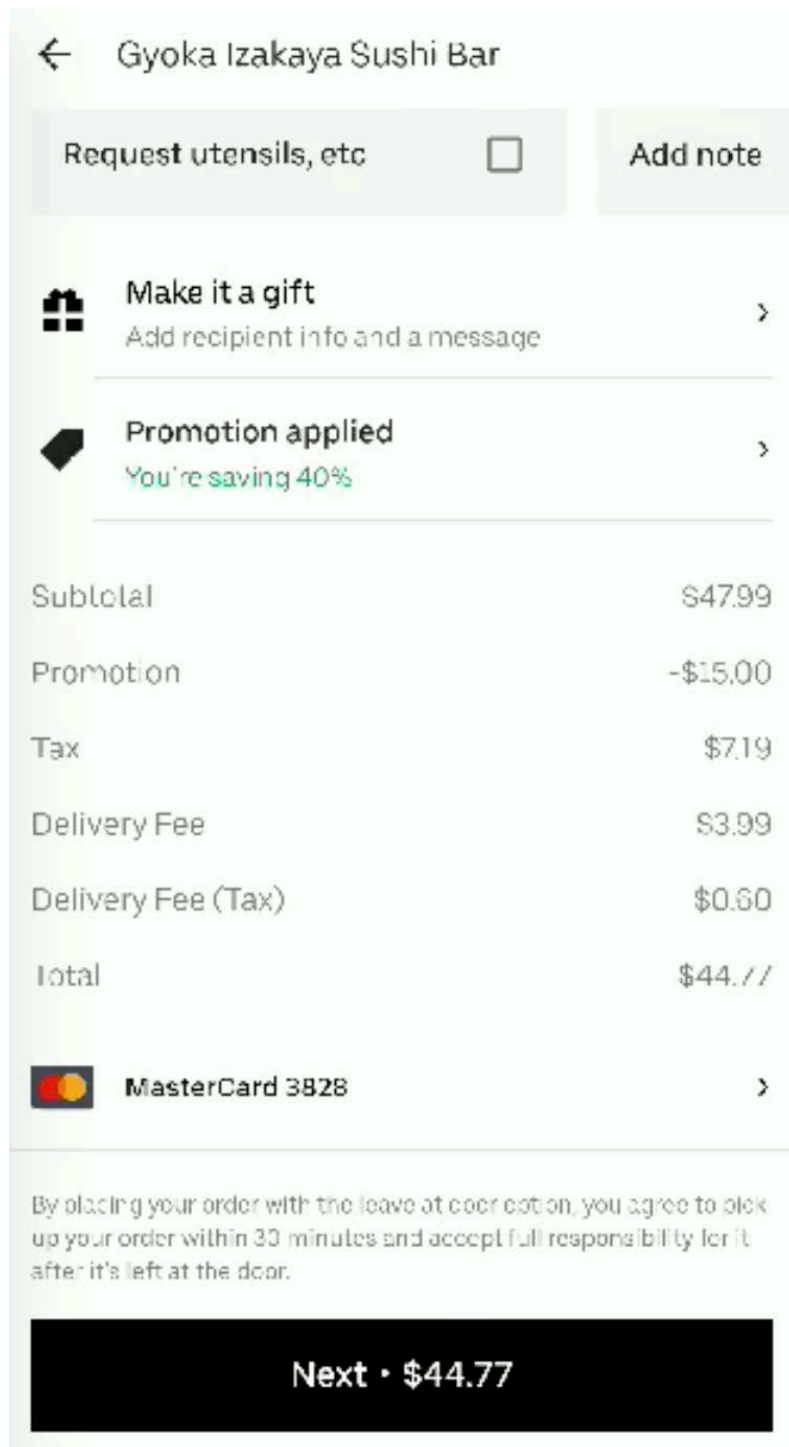 Gyoka Izakaya Sushi Bar
Request utensils, etc
Add note
Make it a gift
Add recipient info and a message
Promotion applied
You're saving 40%
Subtotal $47.99
Promotion -$15.00
Tax $7.19
Delivery Fee $3.99
Delivery Fee (Tax) $0.60
Total $44.77
MasterCard 3828
By placing your order with the leave at door option, you agree to pick
up your order within 30 minutes and accept full responsibility for it
after it's left at the door.
Next • $44.77